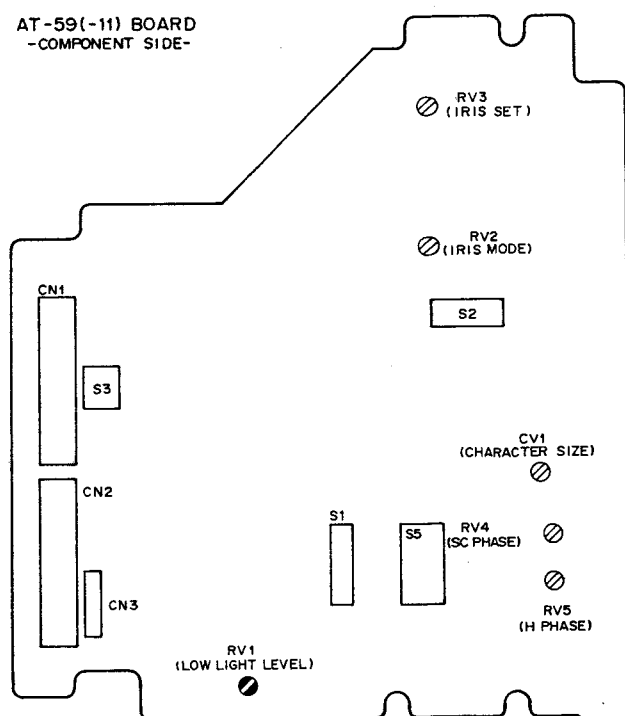 AT-59(-11) BOARD
-COMPONENT SIDE-
RV3
(IRIS SET)
RV2
(IRIS MODE)
CN1
S2
S3
CV1
(CHARACTER SIZE)
CN2
S1
S5
RV4
(SC PHASE)
CN3
RV5
(H PHASE)
RV1
(LOW LIGHT LEVEL)